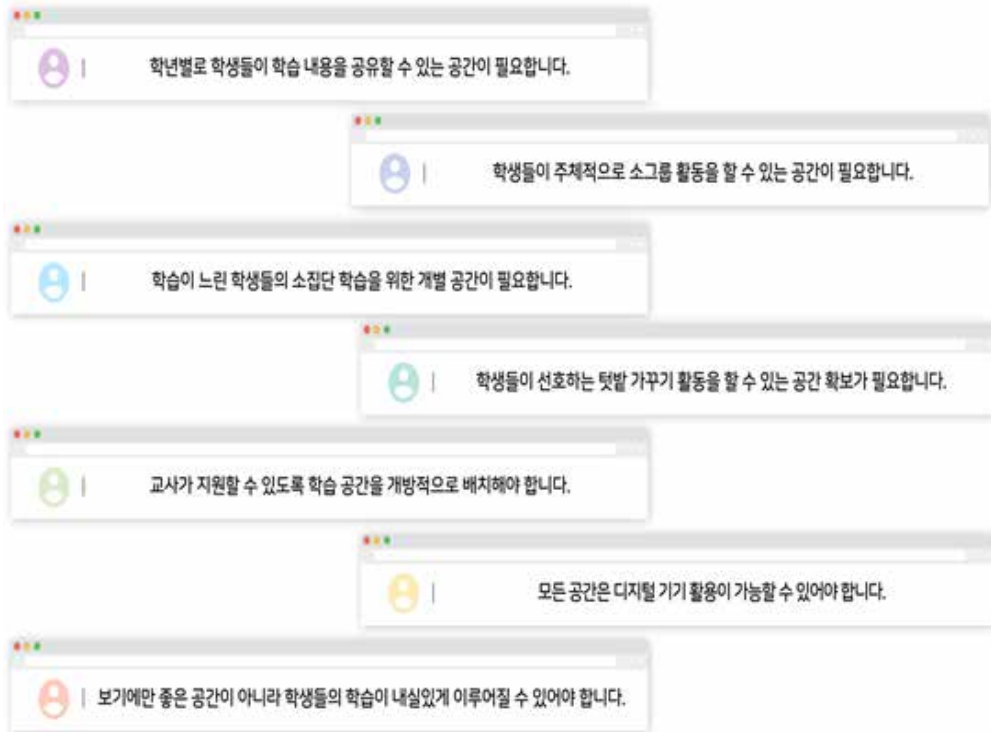 학년별로 학생들이 학습 내용을 공유할 수 있는 공간이 필요합니다.
학생들이 주체적으로 소그룹 활동을 할 수 있는 공간이 필요합니다.
학습이 느린 학생들의 소집단 학습을 위한 개별 공간이 필요합니다.
학생들이 선호하는 텃밭 가꾸기 활동을 할 수 있는 공간 확보가 필요합니다.
교사가 지원할 수 있도록 학습 공간을 개방적으로 배치해야 합니다.
모든 공간은 디지털 기기 활용이 가능할 수 있어야 합니다.
보기에만 좋은 공간이 아니라 학생들의 학습이 내실있게 이루어질 수 있어야 합니다.